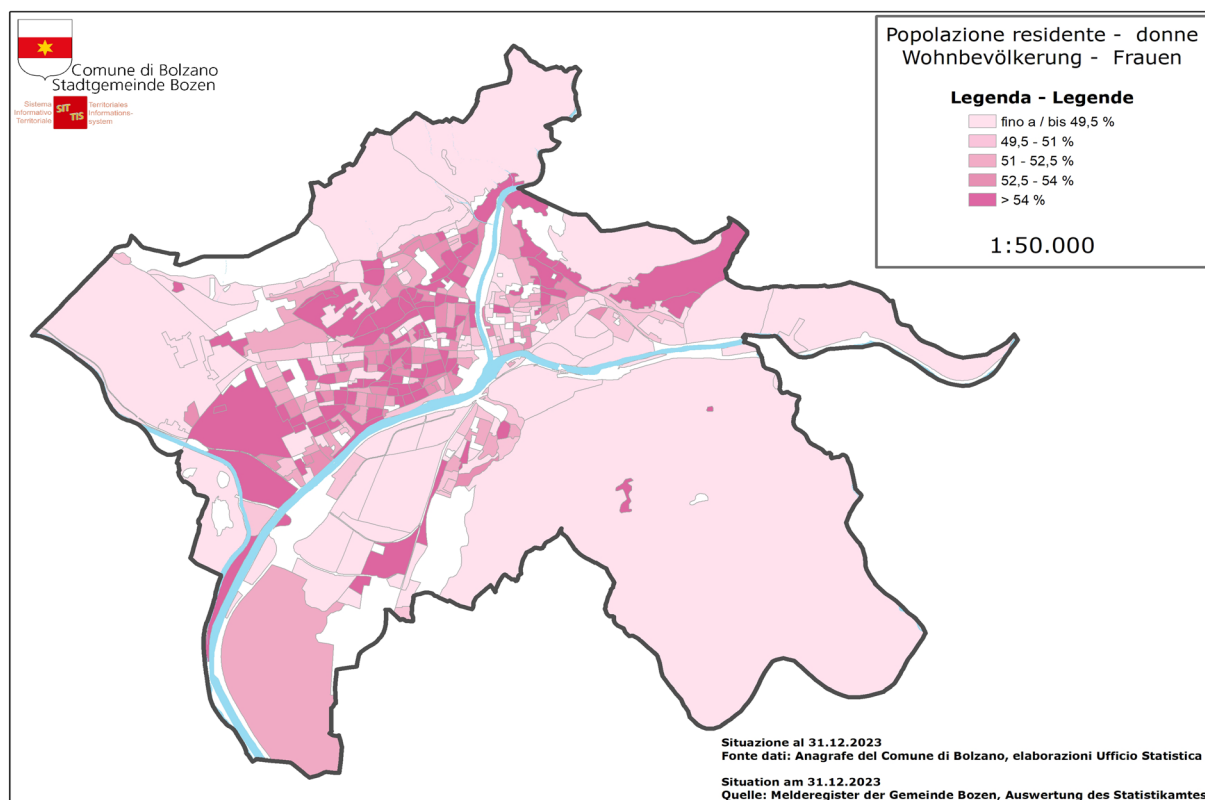 Comune di Bolzano
Stadtgemeinde Bozen
Sistema
Informativo
Territoriale
SIT
TIS
Territoriales
Informations-
system
Popolazione residente - donne
Wohnbevölkerung - Frauen
Legenda - Legende
fino a / bis 49,5 %
49,5 - 51 %
51 - 52,5 %
52,5 - 54 %
> 54 %
1:50.000
Situazione al 31.12.2023
Fonte dati: Anagrafe del Comune di Bolzano, elaborazioni Ufficio Statistica
Situation am 31.12.2023
Quelle: Melderegister der Gemeinde Bozen, Auswertung des Statistikamtes